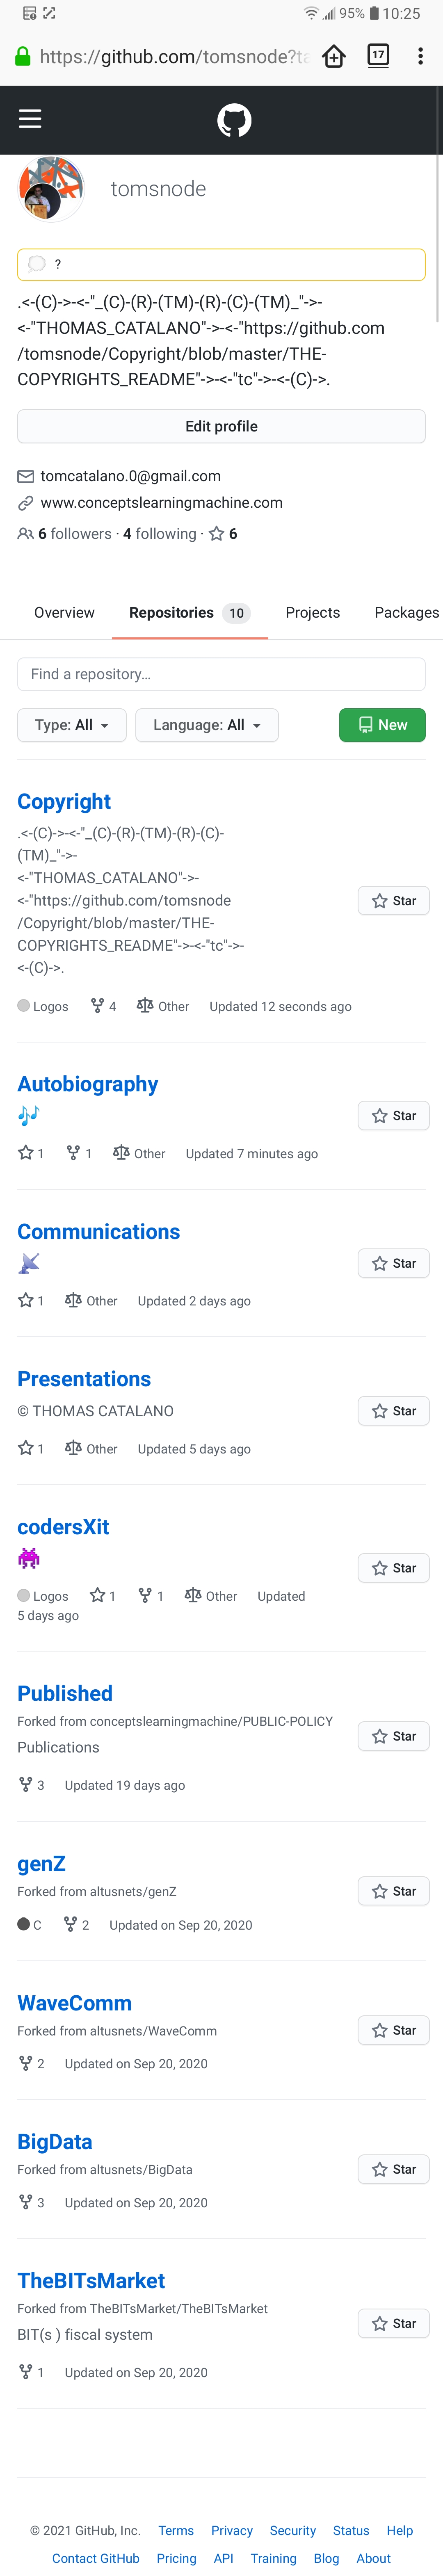 95% 10:25
https://github.com/tomsnode?ta
17
tomsnode
?
.<-(C)->-<-"_(C)-(R)-(TM)-(R)-(C)-(TM)_"->-
<-"THOMAS_CATALANO"->-<-"https://github.com
/tomsnode/Copyright/blob/master/THE-
COPYRIGHTS_README"->-<-"tc"->-<-(C)->.
Edit profile
tomcatalano.0@gmail.com
www.conceptslearningmachine.com
6 followers · 4 following · 6
Overview Repositories 10 Projects Packages
Find a repository…
Type: All Language: All New
Copyright
.<-(C)->-<-"_(C)-(R)-(TM)-(R)-(C)-
(TM)_"->-
<-"THOMAS_CATALANO"->-
<-"https://github.com/tomsnode
/Copyright/blob/master/THE-
COPYRIGHTS_README"->-<-"tc"->-
<-(C)->.
Star
Logos 4 Other Updated 12 seconds ago
Autobiography
Star
1 1 Other Updated 7 minutes ago
Communications
Star
1 Other Updated 2 days ago
Presentations
© THOMAS CATALANO
Star
1 Other Updated 5 days ago
codersXit
Star
Logos 1 1 Other Updated
5 days ago
Published
Forked from conceptslearningmachine/PUBLIC-POLICY
Star
Publications
3 Updated 19 days ago
genZ
Forked from altusnets/genZ
Star
C 2 Updated on Sep 20, 2020
WaveComm
Forked from altusnets/WaveComm
Star
2 Updated on Sep 20, 2020
BigData
Forked from altusnets/BigData
Star
3 Updated on Sep 20, 2020
TheBITsMarket
Forked from TheBITsMarket/TheBITsMarket
Star
BIT(s ) fiscal system
1 Updated on Sep 20, 2020
© 2021 GitHub, Inc. Terms Privacy Security Status Help
Contact GitHub Pricing API Training Blog About